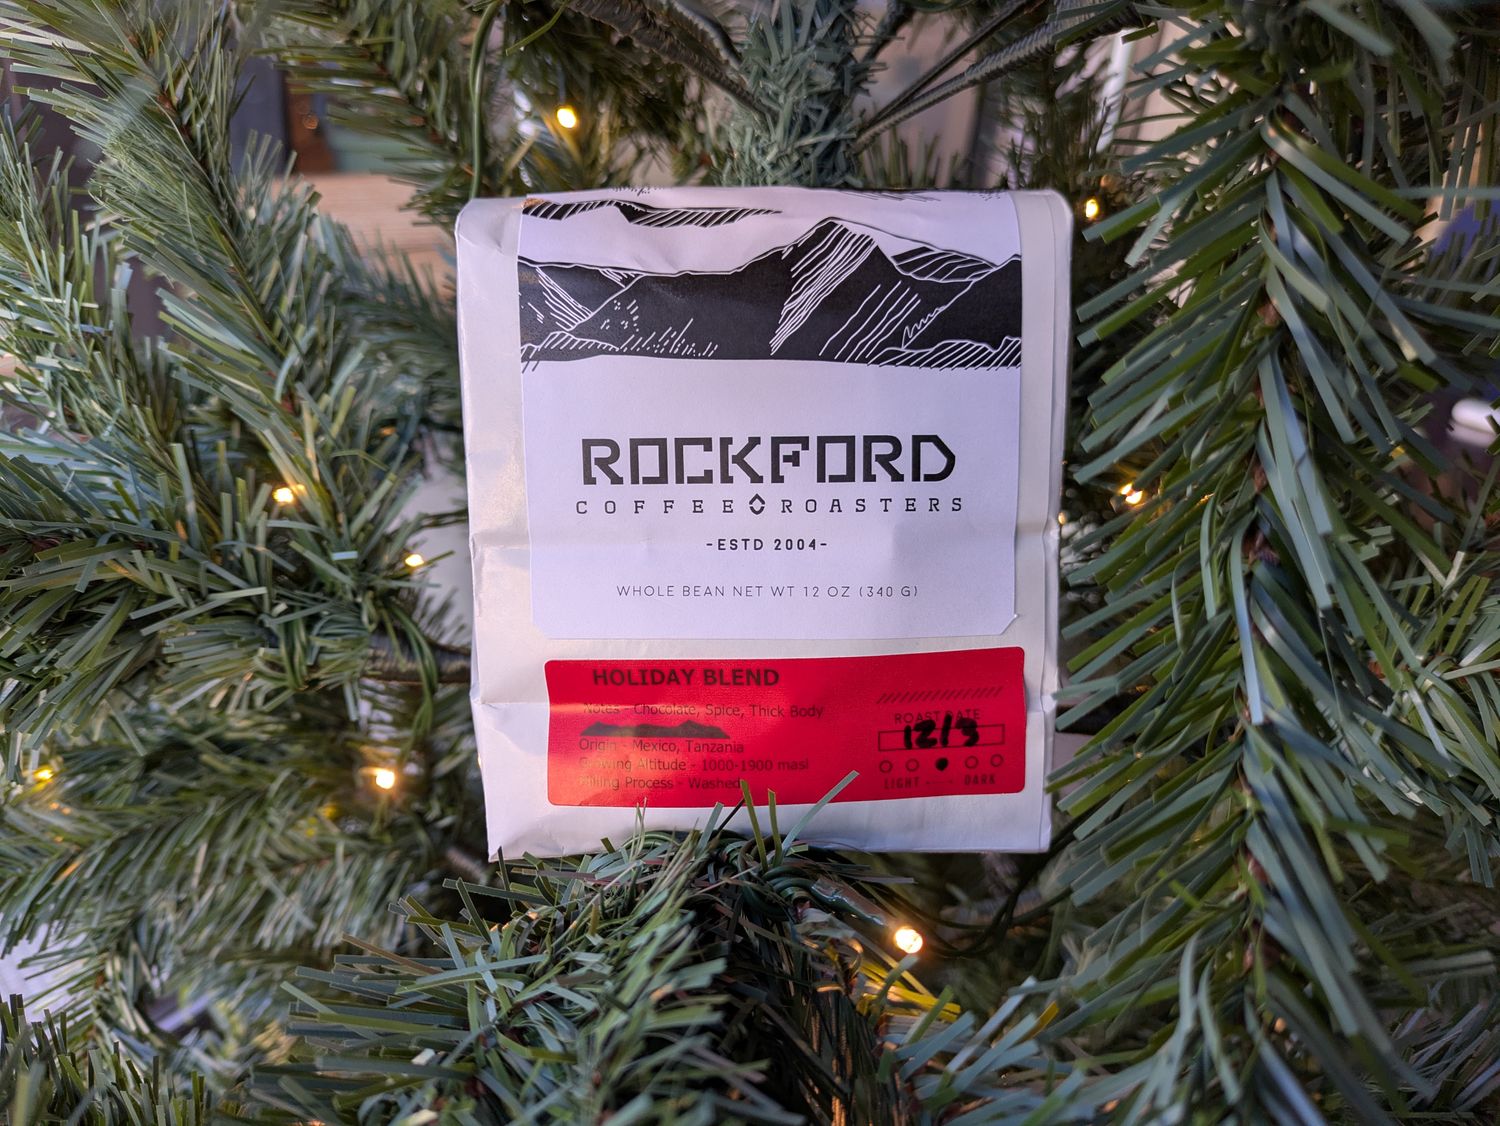 ROCKFORD
COFFEE ROASTERS
-ESTD 2004-
WHOLE BEAN NET WT 12 OZ (340 G)
HOLIDAY BLEND
Notes - Chocolate, Spice, Thick Body
Origin - Mexico, Tanzania
Growing Altitude - 1000-1900 masl
Milling Process - Washed
ROAST DATE
12/3
LIGHT - DARK